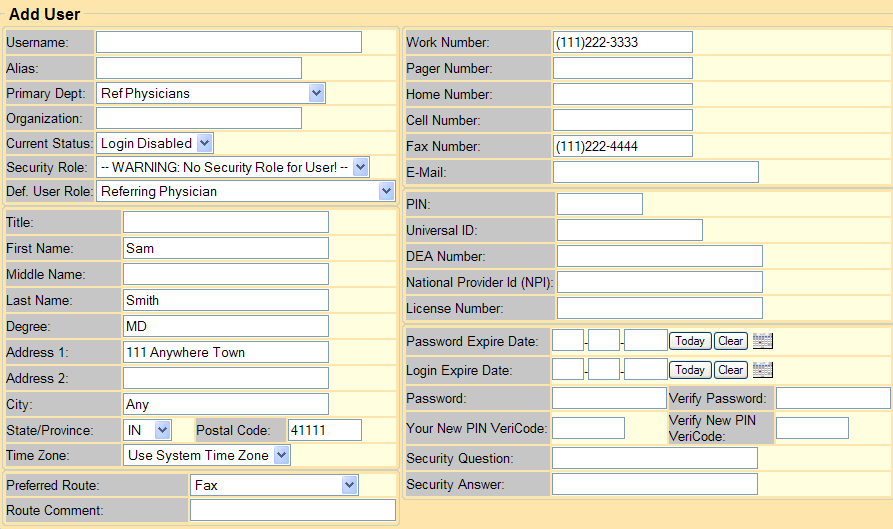 Add User
Username:
Alias:
Primary Dept: Ref Physicians
Organization:
Current Status: Login Disabled
Security Role: -- WARNING: No Security Role for User! --
Def. User Role: Referring Physician
Title:
First Name: Sam
Middle Name:
Last Name: Smith
Degree: MD
Address 1: 111 Anywhere Town
Address 2:
City: Any
State/Province: IN Postal Code: 41111
Time Zone: Use System Time Zone
Preferred Route: Fax
Route Comment:
Work Number: (111)222-3333
Pager Number:
Home Number:
Cell Number:
Fax Number: (111)222-4444
E-Mail:
PIN:
Universal ID:
DEA Number:
National Provider Id (NPI):
License Number:
Password Expire Date: - - Today Clear
Login Expire Date: - - Today Clear
Password: Verify Password:
Your New PIN VeriCode: Verify New PIN
VeriCode:
Security Question:
Security Answer: